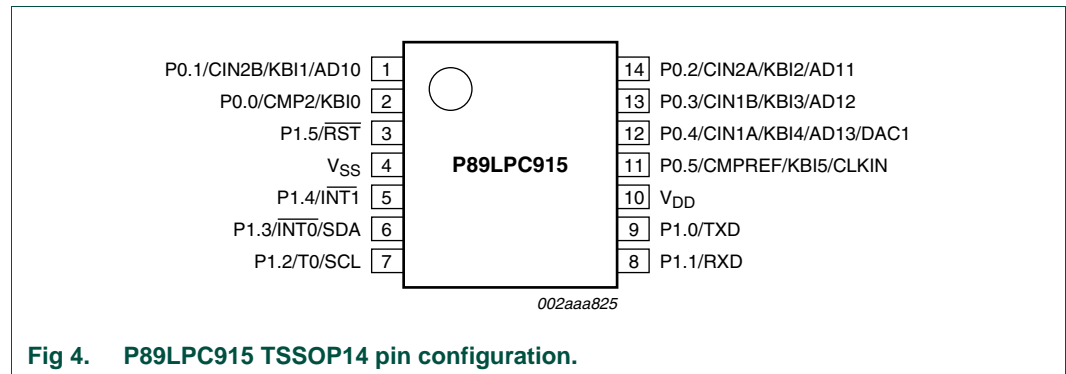 P0.1/CIN2B/KBI1/AD10 1 14 P0.2/CIN2A/KBI2/AD11
P0.0/CMP2/KBI0 2 13 P0.3/CIN1B/KBI3/AD12
P1.5/R̅S̅T̅ 3 12 P0.4/CIN1A/KBI4/AD13/DAC1
VSS 4 P89LPC915 11 P0.5/CMPREF/KBI5/CLKIN
P1.4/I̅N̅T̅1̅ 5 10 VDD
P1.3/I̅N̅T̅0̅/SDA 6 9 P1.0/TXD
P1.2/T0/SCL 7 8 P1.1/RXD
002aaa825
Fig 4. P89LPC915 TSSOP14 pin configuration.